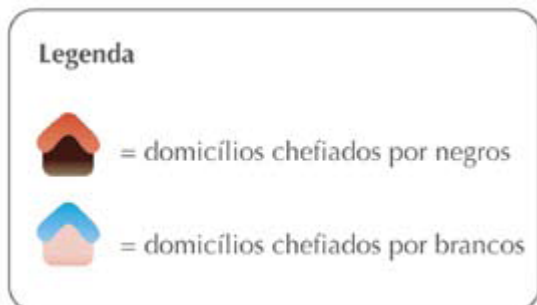 Legenda
= domicílios chefiados por negros
= domicílios chefiados por brancos